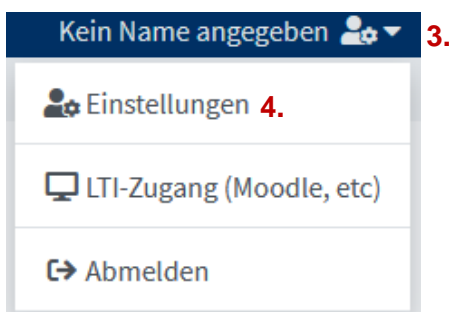 Kein Name angegeben 3.
Einstellungen 4.
LTI-Zugang (Moodle, etc)
Abmelden